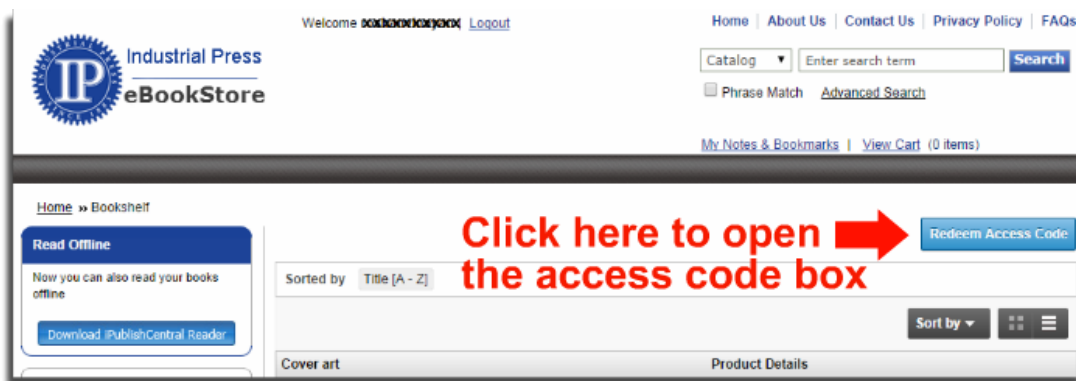 Welcome Logout
Home | About Us | Contact Us | Privacy Policy | FAQs
IP
Industrial Press
eBookStore
Catalog Enter search term Search
Phrase Match Advanced Search
My Notes & Bookmarks | View Cart (0 items)
Home » Bookshelf
Read Offline
Now you can also read your books
offline
Download iPublishCentral Reader
Click here to open
the access code box
Redeem Access Code
Sorted by Title [A - Z]
Sort by
Cover art Product Details